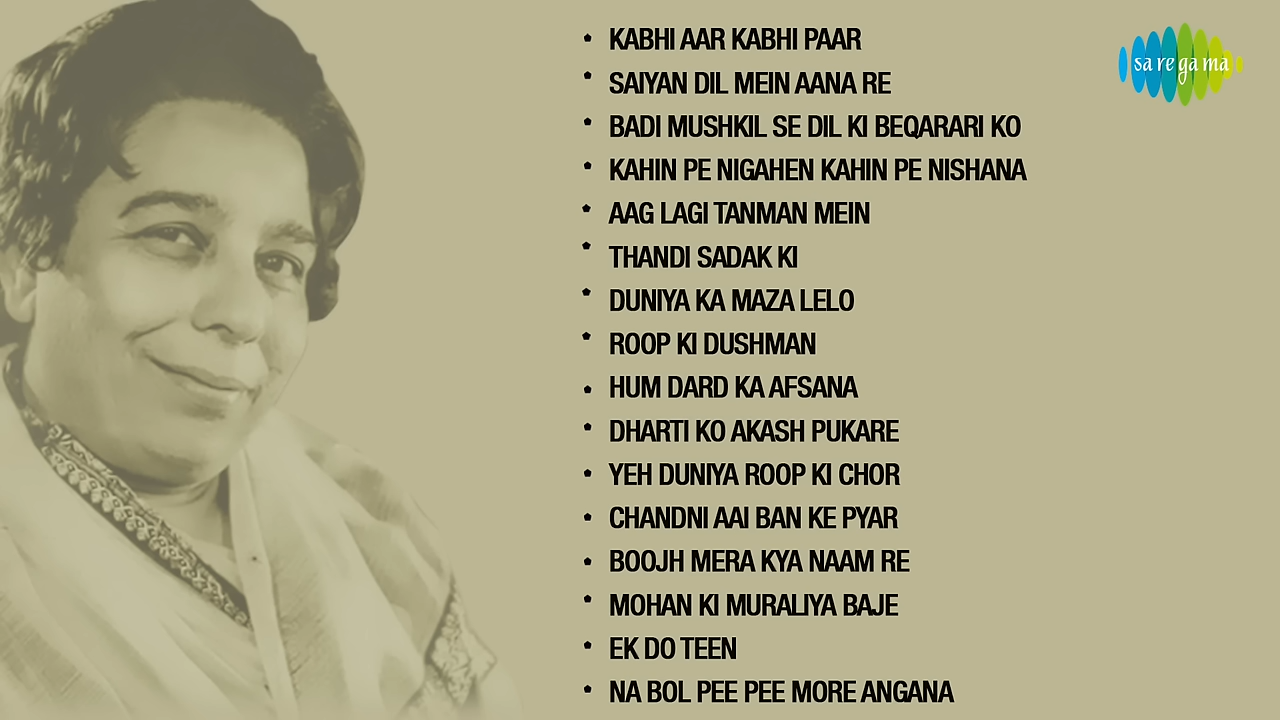 KABHI AAR KABHI PAAR
sa re ga ma
SAIYAN DIL MEIN AANA RE
BADI MUSHKIL SE DIL KI BEQARARI KO
KAHIN PE NIGAHEN KAHIN PE NISHANA
AAG LAGI TANMAN MEIN
THANDI SADAK KI
DUNIYA KA MAZA LELO
ROOP KI DUSHMAN
HUM DARD KA AFSANA
DHARTI KO AKASH PUKARE
YEH DUNIYA ROOP KI CHOR
CHANDNI AAI BAN KE PYAR
BOOJH MERA KYA NAAM RE
MOHAN KI MURALIYA BAJE
EK DO TEEN
NA BOL PEE PEE MORE ANGANA